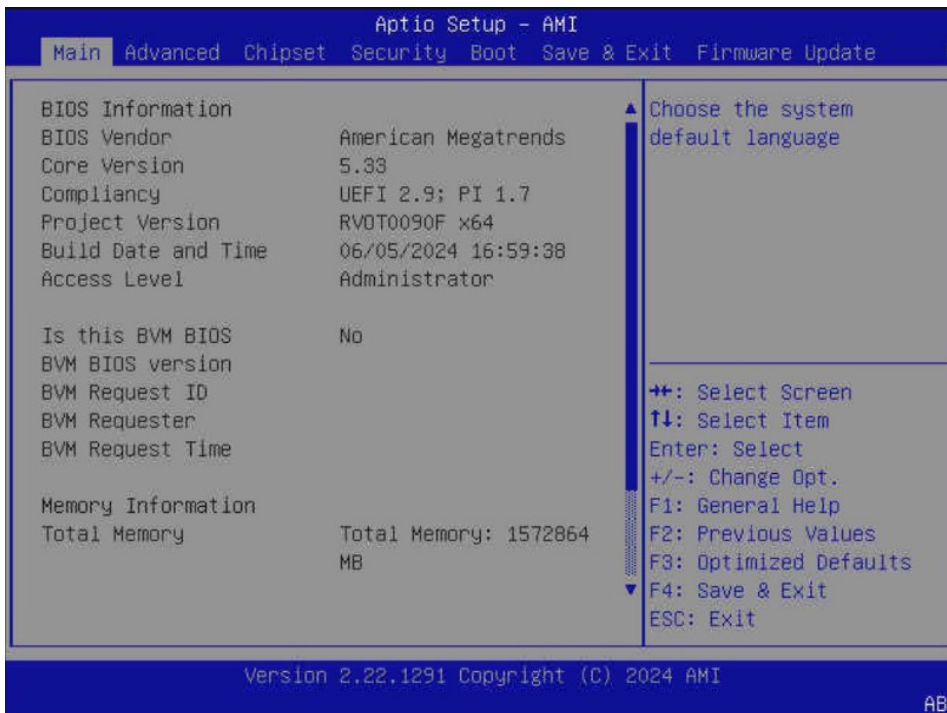 Aptio Setup – AMI
Main Advanced Chipset Security Boot Save & Exit Firmware Update
BIOS Information
BIOS Vendor American Megatrends
Core Version 5.33
Compliancy UEFI 2.9; PI 1.7
Project Version RVOT0090F x64
Build Date and Time 06/05/2024 16:59:38
Access Level Administrator
Is this BVM BIOS No
BVM BIOS version
BVM Request ID
BVM Requester
BVM Request Time
Memory Information
Total Memory Total Memory: 1572864
MB
Choose the system
default language
→←: Select Screen
↑↓: Select Item
Enter: Select
+/-: Change Opt.
F1: General Help
F2: Previous Values
F3: Optimized Defaults
F4: Save & Exit
ESC: Exit
Version 2.22.1291 Copyright (C) 2024 AMI
AB